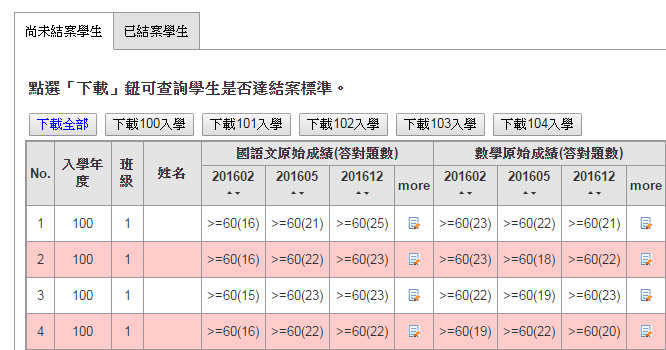 尚未結案學生 已結案學生
點選「下載」鈕可查詢學生是否達結案標準。
下載全部 下載100入學 下載101入學 下載102入學 下載103入學 下載104入學
No. 入學年度 班級 姓名 國語文原始成績(答對題數) 數學原始成績(答對題數)
201602 201605 201612 more 201602 201605 201612 more
1 100 1 >=60(16) >=60(21) >=60(25) >=60(23) >=60(22) >=60(21)
2 100 1 >=60(16) >=60(22) >=60(23) >=60(23) >=60(18) >=60(22)
3 100 1 >=60(15) >=60(23) >=60(23) >=60(22) >=60(19) >=60(23)
4 100 1 >=60(16) >=60(22) >=60(22) >=60(19) >=60(22) >=60(20)